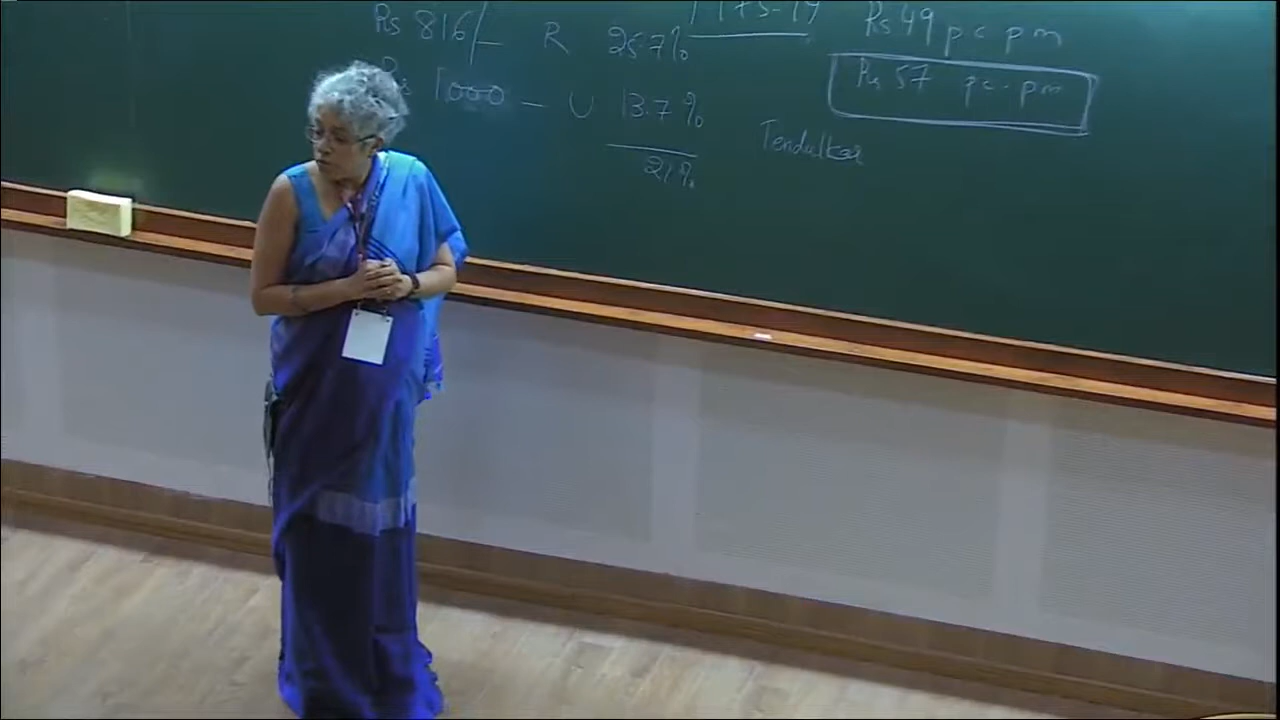 Rs 816/- R 25.7%
1000 - U 13.7%
21%
Tendulkar
Rs 49 pc pm
Rs 57 pc. pm